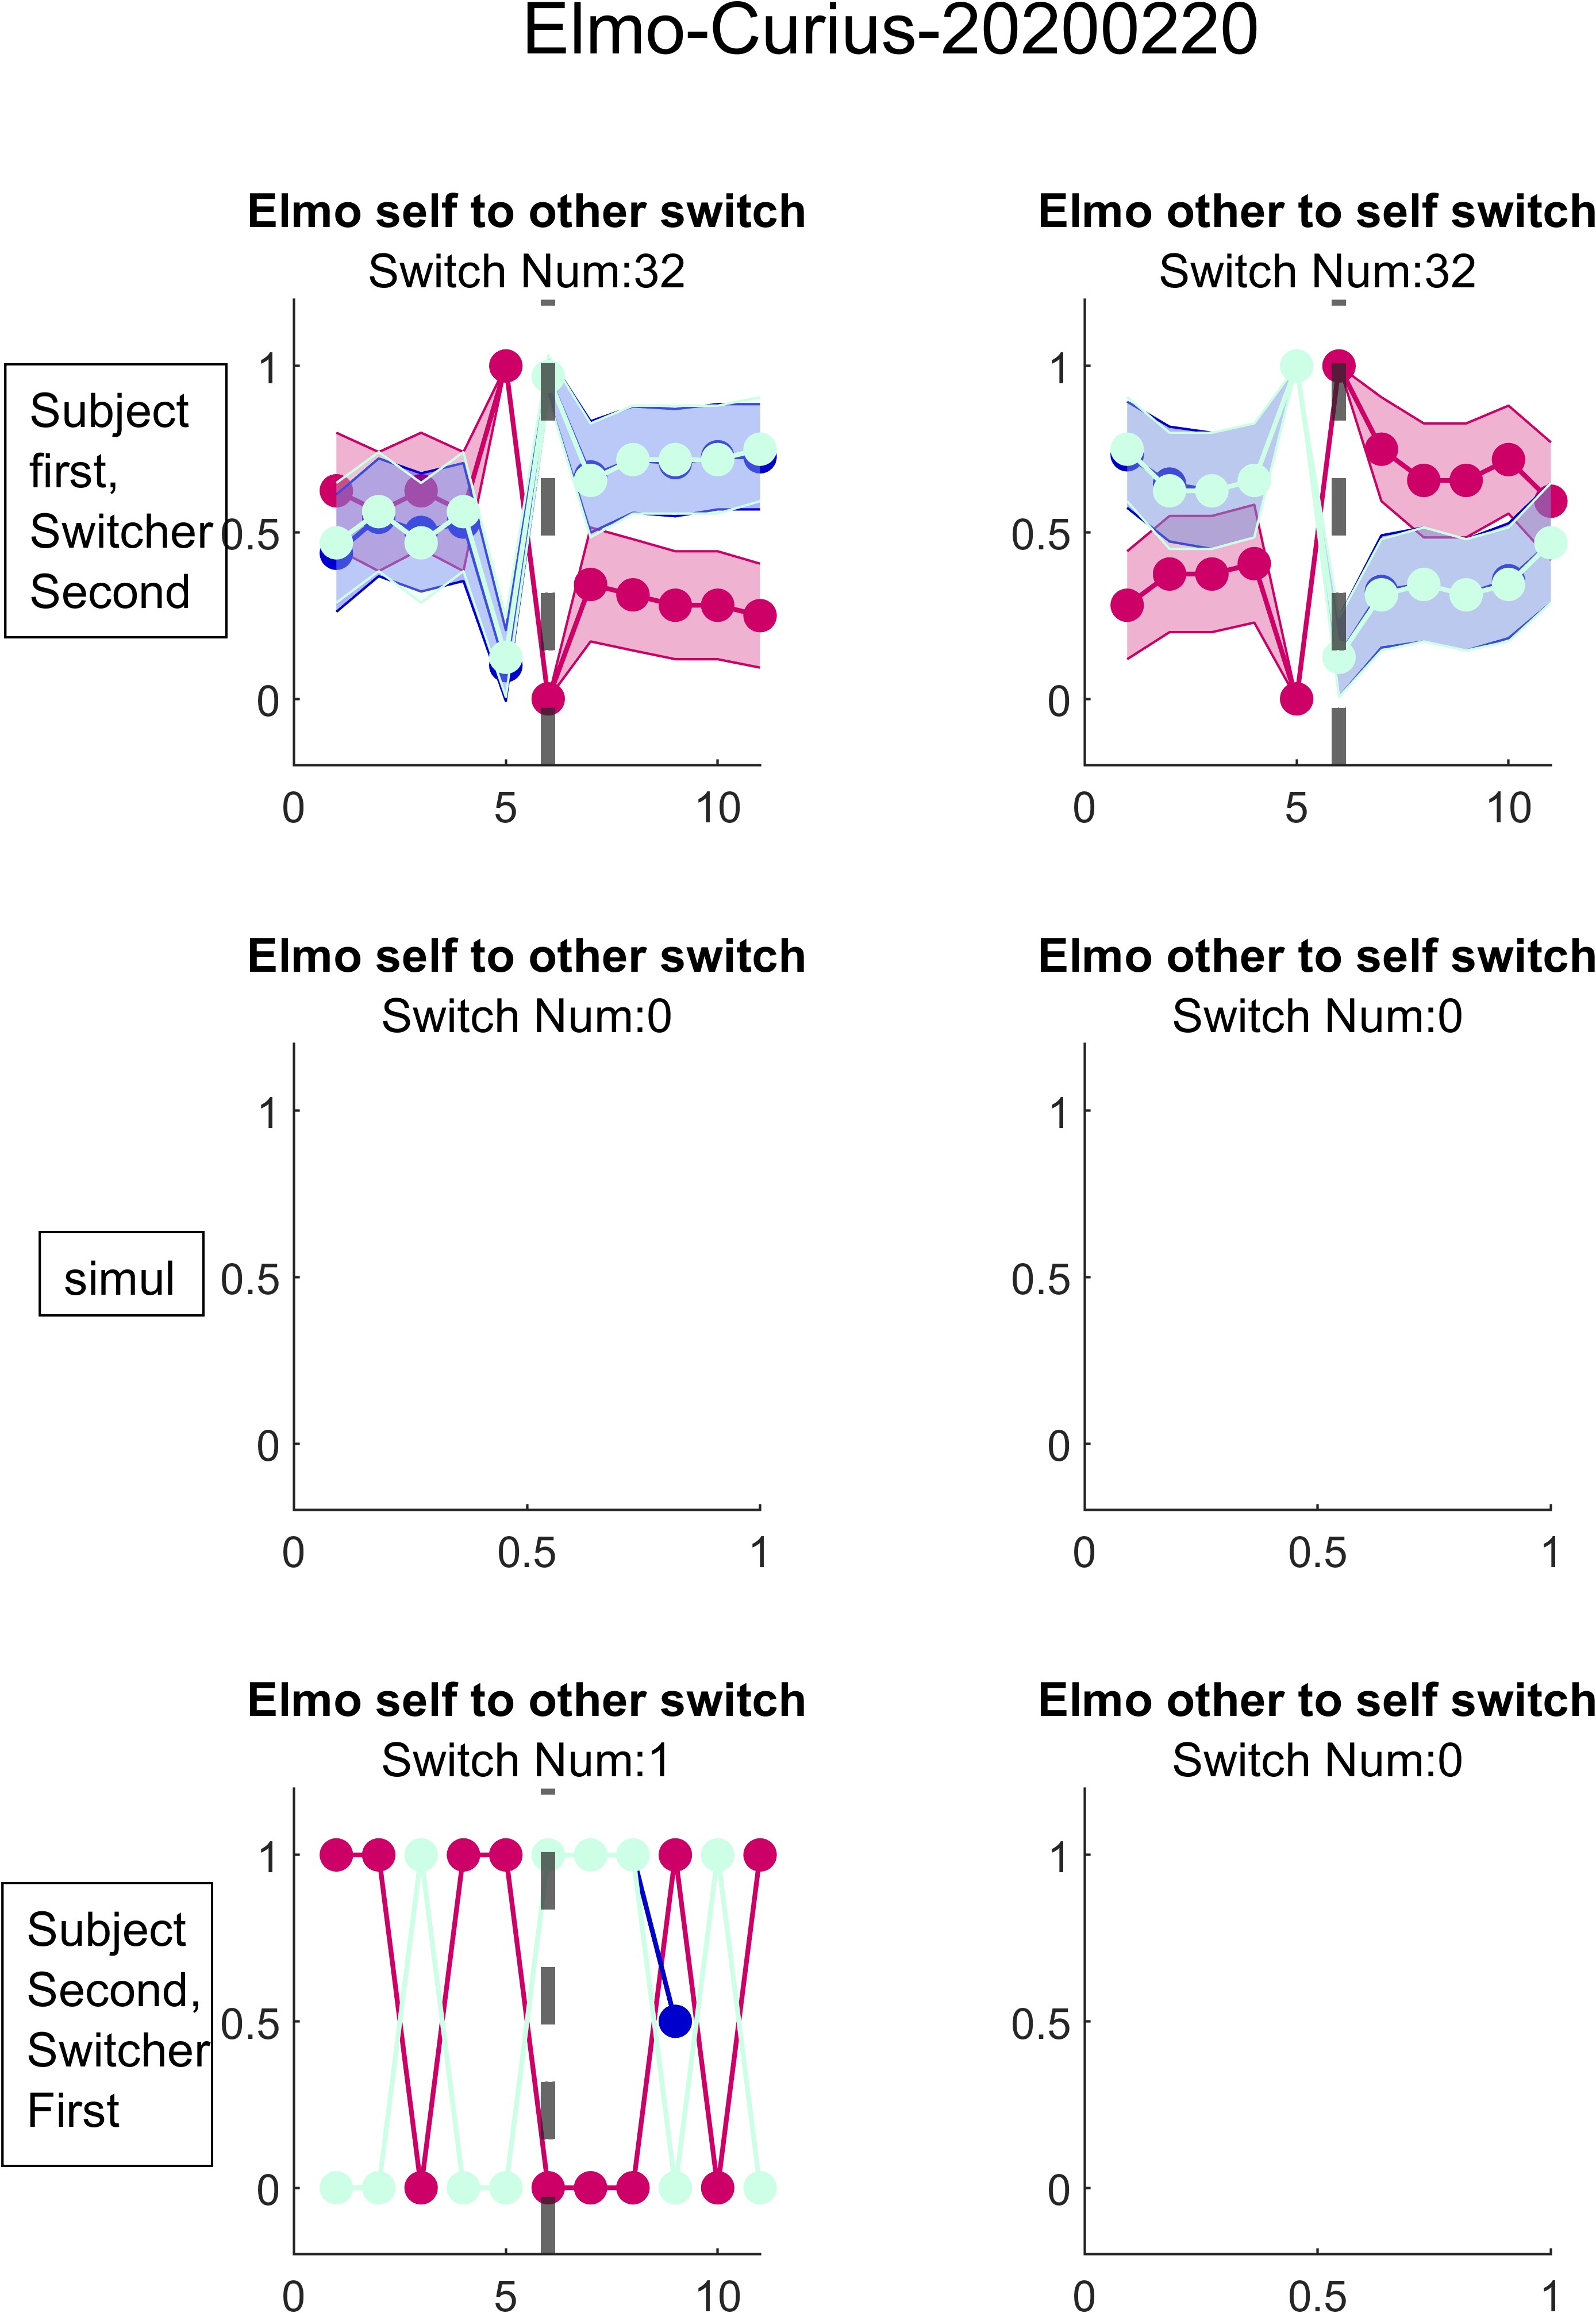 Elmo-Curius-20200220
Elmo self to other switch
Switch Num:32
Elmo other to self switch
Switch Num:32
Subject
first,
Switcher
Second
1
0.5
0
0 5 10
1
0.5
0
0 5 10
Elmo self to other switch
Switch Num:0
Elmo other to self switch
Switch Num:0
simul
1
0.5
0
0 0.5 1
1
0.5
0
0 0.5 1
Elmo self to other switch
Switch Num:1
Elmo other to self switch
Switch Num:0
Subject
Second,
Switcher
First
1
0.5
0
0 5 10
1
0.5
0
0 0.5 1